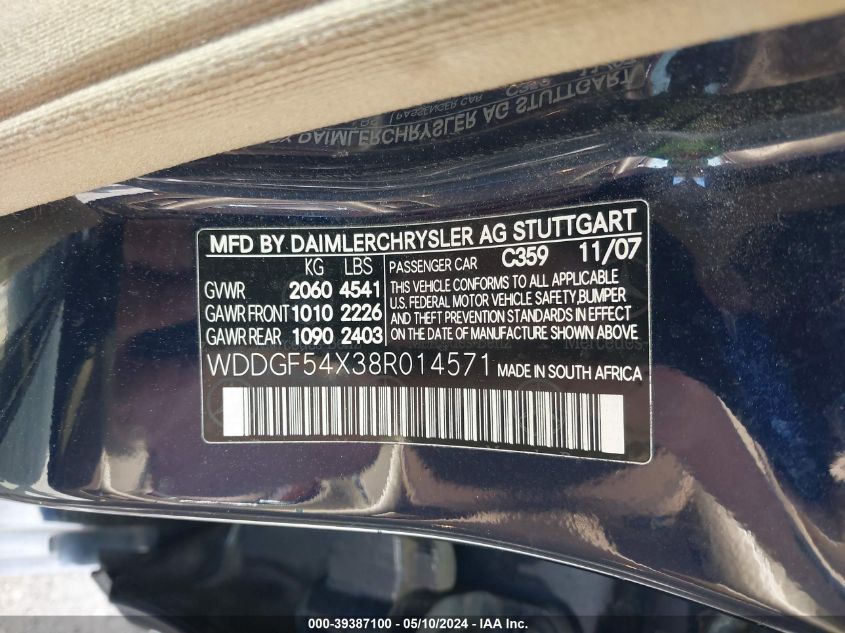 MFD BY DAIMLERCHRYSLER AG STUTTGART
KG LBS PASSENGER CAR C359 11/07
GVWR 2060 4541
GAWR FRONT 1010 2226
GAWR REAR 1090 2403
THIS VEHICLE CONFORMS TO ALL APPLICABLE
U.S. FEDERAL MOTOR VEHICLE SAFETY, BUMPER
AND THEFT PREVENTION STANDARDS IN EFFECT
ON THE DATE OF MANUFACTURE SHOWN ABOVE
WDDGF54X38R014571 MADE IN SOUTH AFRICA
000-39387100 - 05/10/2024 - IAA Inc.